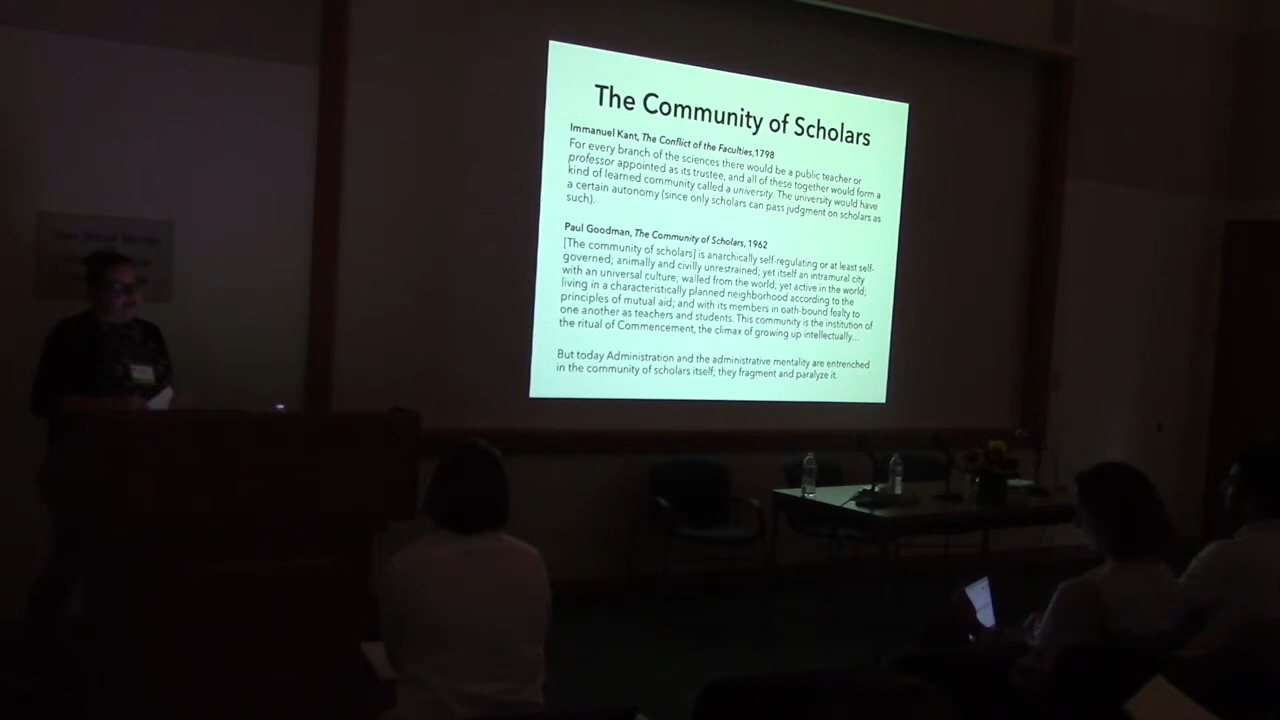 The Community of Scholars
Immanuel Kant, The Conflict of the Faculties,1798
For every branch of the sciences there would be a public teacher or
professor appointed as its trustee, and all of these together would form a
kind of learned community called a university. The university would have
a certain autonomy (since only scholars can pass judgment on scholars as
such).
Paul Goodman, The Community of Scholars, 1962
[The community of scholars] is anarchically self-regulating or at least self-
governed; animally and civilly unrestrained; yet itself an intramural city
with an universal culture; walled from the world, yet active in the world;
living in a characteristically planned neighborhood according to the
principles of mutual aid; and with its members in oath-bound fealty to
one another as teachers and students. This community is the institution of
the ritual of Commencement, the climax of growing up intellectually...
But today Administration and the administrative mentality are entrenched
in the community of scholars itself; they fragment and paralyze it.